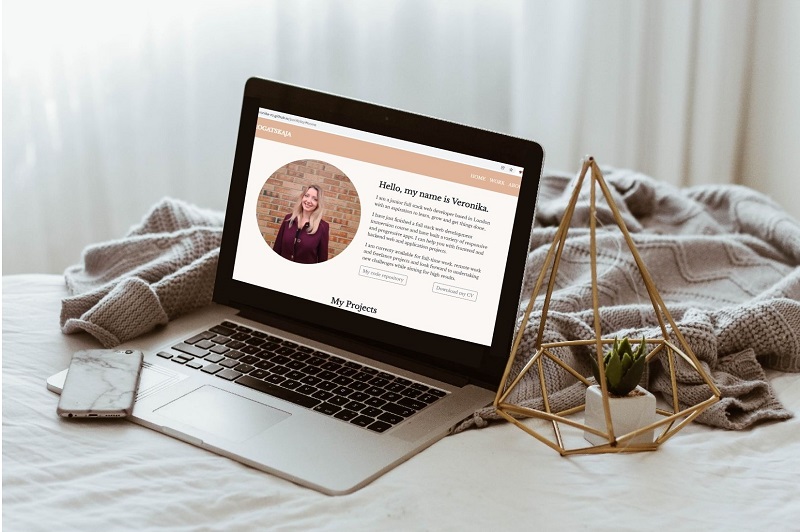 OGATSKAJA
HOME WORK
Hello, my name is Veronika.
I am a junior full stack web developer based in London
with an aspiration to learn, grow and get things done.
I have just finished a full stack web development
immersion course and have built a variety of responsive
and progressive apps. I can help you with frontend and
backend web and application projects.
I am currently available for full-time work, remote work
and freelance projects and look forward to undertaking
new challenges while aiming for high results.
My code repository
Download my CV
My Projects